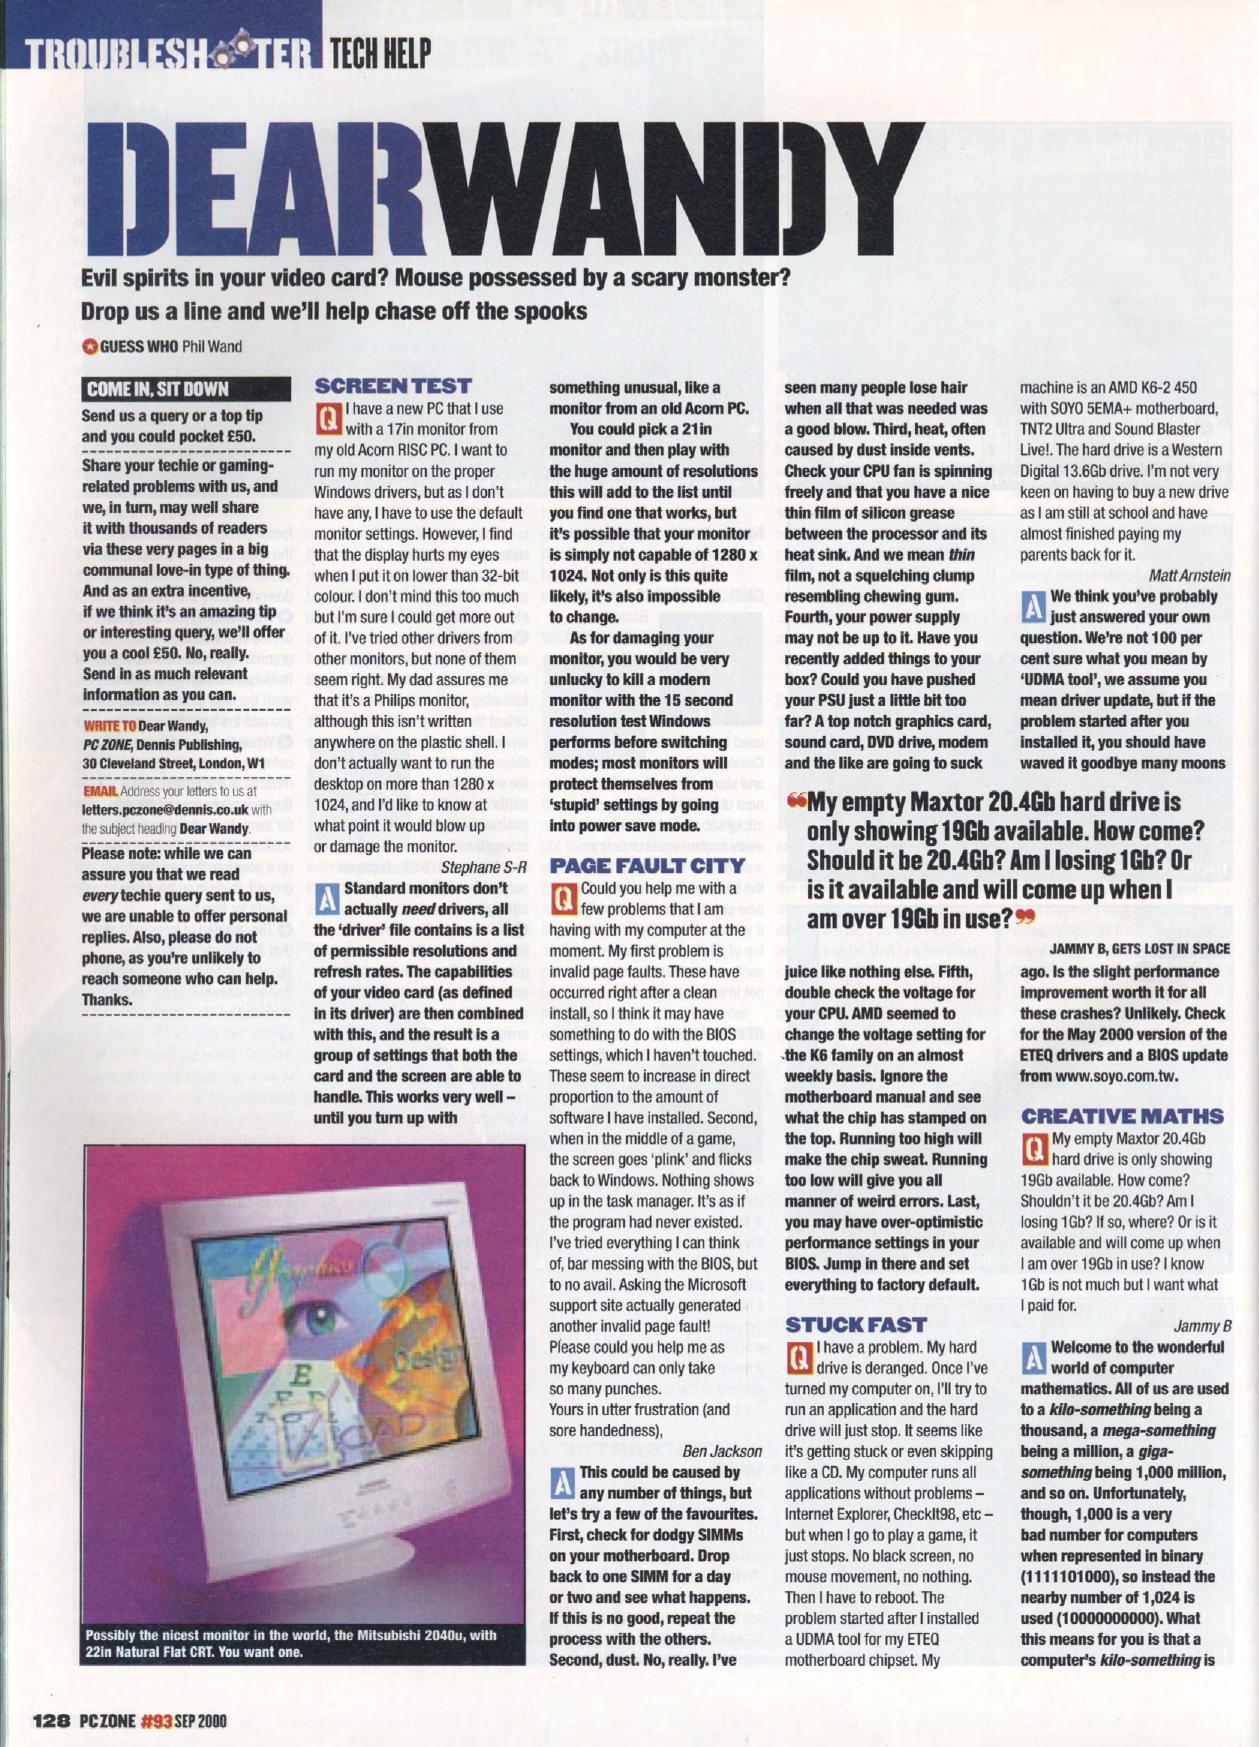 TROUBLESHOOTER TECH HELP
DEARWANDY
Evil spirits in your video card? Mouse possessed by a scary monster?
Drop us a line and we'll help chase off the spooks
GUESS WHO Phil Wand
COME IN, SIT DOWN
Send us a query or a top tip
and you could pocket £50.
Share your techie or gaming-
related problems with us, and
we, in turn, may well share
it with thousands of readers
via these very pages in a big
communal love-in type of thing.
And as an extra incentive,
if we think it's an amazing tip
or interesting query, we'll offer
you a cool £50. No, really.
Send in as much relevant
information as you can.
WRITE TO Dear Wandy,
PC ZONE, Dennis Publishing,
30 Cleveland Street, London, W1
EMAIL Address your letters to us at
letters.pczone@dennis.co.uk with
the subject heading Dear Wandy.
Please note: while we can
assure you that we read
every techie query sent to us,
we are unable to offer personal
replies. Also, please do not
phone, as you're unlikely to
reach someone who can help.
Thanks.
SCREEN TEST
Q I have a new PC that I use
with a 17in monitor from
my old Acorn RISC PC. I want to
run my monitor on the proper
Windows drivers, but as I don't
have any, I have to use the default
monitor settings. However, I find
that the display hurts my eyes
when I put it on lower than 32-bit
colour. I don't mind this too much
but I'm sure I could get more out
of it. I've tried other drivers from
other monitors, but none of them
seem right. My dad assures me
that it's a Philips monitor,
although this isn't written
anywhere on the plastic shell. I
don't actually want to run the
desktop on more than 1280 x
1024, and I'd like to know at
what point it would blow up
or damage the monitor.
Stephane S-R
A Standard monitors don't
actually need drivers, all
the 'driver' file contains is a list
of permissible resolutions and
refresh rates. The capabilities
of your video card (as defined
in its driver) are then combined
with this, and the result is a
group of settings that both the
card and the screen are able to
handle. This works very well –
until you turn up with
Graphics
Design
E
F P
T O Z
CAD
Possibly the nicest monitor in the world, the Mitsubishi 2040u, with
22in Natural Flat CRT. You want one.
something unusual, like a
monitor from an old Acorn PC.
You could pick a 21in
monitor and then play with
the huge amount of resolutions
this will add to the list until
you find one that works, but
it's possible that your monitor
is simply not capable of 1280 x
1024. Not only is this quite
likely, it's also impossible
to change.
As for damaging your
monitor, you would be very
unlucky to kill a modern
monitor with the 15 second
resolution test Windows
performs before switching
modes; most monitors will
protect themselves from
'stupid' settings by going
into power save mode.
PAGE FAULT CITY
Q Could you help me with a
few problems that I am
having with my computer at the
moment. My first problem is
invalid page faults. These have
occurred right after a clean
install, so I think it may have
something to do with the BIOS
settings, which I haven't touched.
These seem to increase in direct
proportion to the amount of
software I have installed. Second,
when in the middle of a game,
the screen goes 'plink' and flicks
back to Windows. Nothing shows
up in the task manager. It's as if
the program had never existed.
I've tried everything I can think
of, bar messing with the BIOS, but
to no avail. Asking the Microsoft
support site actually generated
another invalid page fault!
Please could you help me as
my keyboard can only take
so many punches.
Yours in utter frustration (and
sore handedness),
Ben Jackson
A This could be caused by
any number of things, but
let's try a few of the favourites.
First, check for dodgy SIMMs
on your motherboard. Drop
back to one SIMM for a day
or two and see what happens.
If this is no good, repeat the
process with the others.
Second, dust. No, really. I've
seen many people lose hair
when all that was needed was
a good blow. Third, heat, often
caused by dust inside vents.
Check your CPU fan is spinning
freely and that you have a nice
thin film of silicon grease
between the processor and its
heat sink. And we mean thin
film, not a squelching clump
resembling chewing gum.
Fourth, your power supply
may not be up to it. Have you
recently added things to your
box? Could you have pushed
your PSU just a little bit too
far? A top notch graphics card,
sound card, DVD drive, modem
and the like are going to suck
“My empty Maxtor 20.4Gb hard drive is
only showing 19Gb available. How come?
Should it be 20.4Gb? Am I losing 1Gb? Or
is it available and will come up when I
am over 19Gb in use?”
JAMMY B, GETS LOST IN SPACE
juice like nothing else. Fifth,
double check the voltage for
your CPU. AMD seemed to
change the voltage setting for
the K6 family on an almost
weekly basis. Ignore the
motherboard manual and see
what the chip has stamped on
the top. Running too high will
make the chip sweat. Running
too low will give you all
manner of weird errors. Last,
you may have over-optimistic
performance settings in your
BIOS. Jump in there and set
everything to factory default.
STUCK FAST
Q I have a problem. My hard
drive is deranged. Once I've
turned my computer on, I'll try to
run an application and the hard
drive will just stop. It seems like
it's getting stuck or even skipping
like a CD. My computer runs all
applications without problems –
Internet Explorer, CheckIt98, etc –
but when I go to play a game, it
just stops. No black screen, no
mouse movement, no nothing.
Then I have to reboot. The
problem started after I installed
a UDMA tool for my ETEQ
motherboard chipset. My
machine is an AMD K6-2 450
with SOYO 5EMA+ motherboard,
TNT2 Ultra and Sound Blaster
Live!. The hard drive is a Western
Digital 13.6Gb drive. I'm not very
keen on having to buy a new drive
as I am still at school and have
almost finished paying my
parents back for it.
Matt Arnstein
A We think you've probably
just answered your own
question. We're not 100 per
cent sure what you mean by
'UDMA tool', we assume you
mean driver update, but if the
problem started after you
installed it, you should have
waved it goodbye many moons
ago. Is the slight performance
improvement worth it for all
these crashes? Unlikely. Check
for the May 2000 version of the
ETEQ drivers and a BIOS update
from www.soyo.com.tw.
CREATIVE MATHS
Q My empty Maxtor 20.4Gb
hard drive is only showing
19Gb available. How come?
Shouldn't it be 20.4Gb? Am I
losing 1Gb? If so, where? Or is it
available and will come up when
I am over 19Gb in use? I know
1Gb is not much but I want what
I paid for.
Jammy B
A Welcome to the wonderful
world of computer
mathematics. All of us are used
to a kilo-something being a
thousand, a mega-something
being a million, a giga-
something being 1,000 million,
and so on. Unfortunately,
though, 1,000 is a very
bad number for computers
when represented in binary
(1111101000), so instead the
nearby number of 1,024 is
used (10000000000). What
this means for you is that a
computer's kilo-something is
128 PCZONE #93 SEP 2000